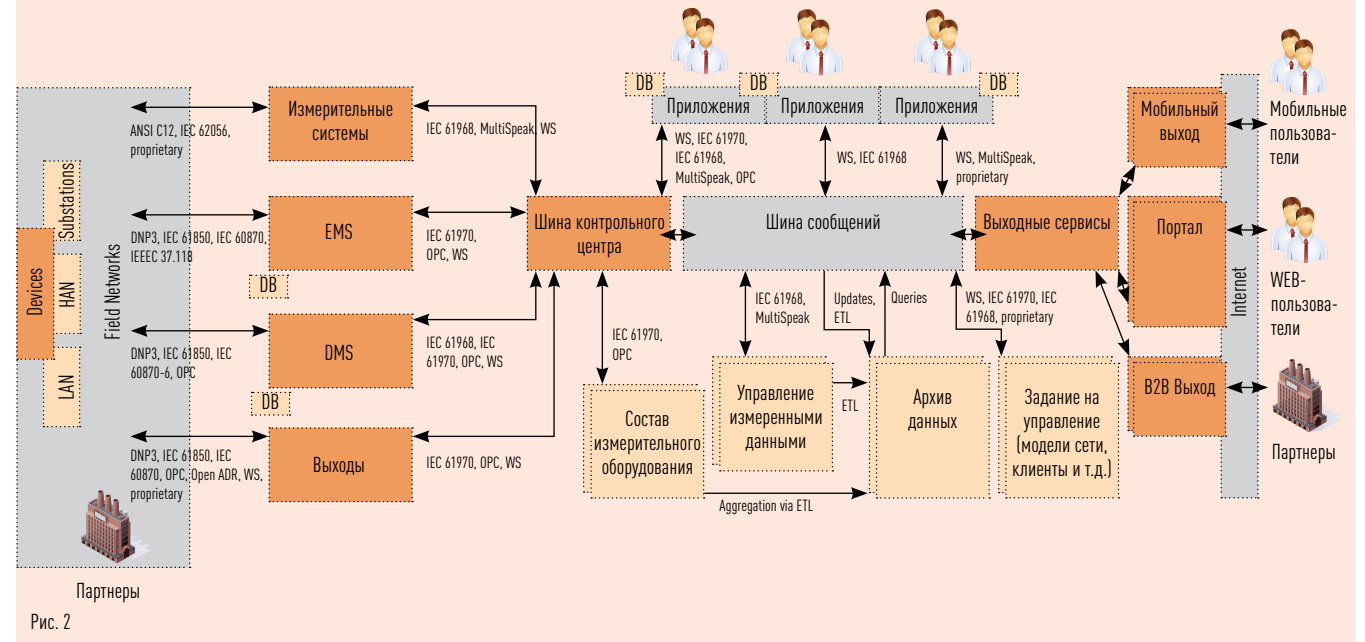 DB
DB
DB
Приложения
Приложения
Приложения
Измерительные
системы
ANSI C12, IEC 62056,
proprietary
IEC 61968, MultiSpeak, WS
WS, IEC 61970,
IEC 61968,
MultiSpeak, OPC
WS, IEC 61968
WS, MultiSpeak,
proprietary
Мобильный
выход
Мобильные
пользова-
тели
Devices
Substations
HAN
LAN
Field Networks
EMS
DNP3, IEC 61850, IEC 60870,
IEEEC 37.118
DB
IEC 61970,
OPC, WS
Шина контрольного
центра
Шина сообщений
Выходные сервисы
Портал
Internet
WEB-
пользова-
тели
DMS
DNP3, IEC 61850, IEC
60870-6, OPC
DB
IEC 61968, IEC
61970, OPC, WS
IEC 61970,
OPC
IEC 61968,
MultiSpeak
Updates,
ETL
Queries
WS, IEC 61970, IEC
61968, proprietary
Выходы
DNP3, IEC 61850, IEC
60870, OPC, Open ADR, WS,
proprietary
IEC 61970, OPC, WS
Состав
измерительного
оборудования
Управление
измеренными
данными
ETL
Архив
данных
Задание на
управление
(модели сети,
клиенты и т.д.)
B2B Выход
Партнеры
Aggregation via ETL
Партнеры
Рис. 2